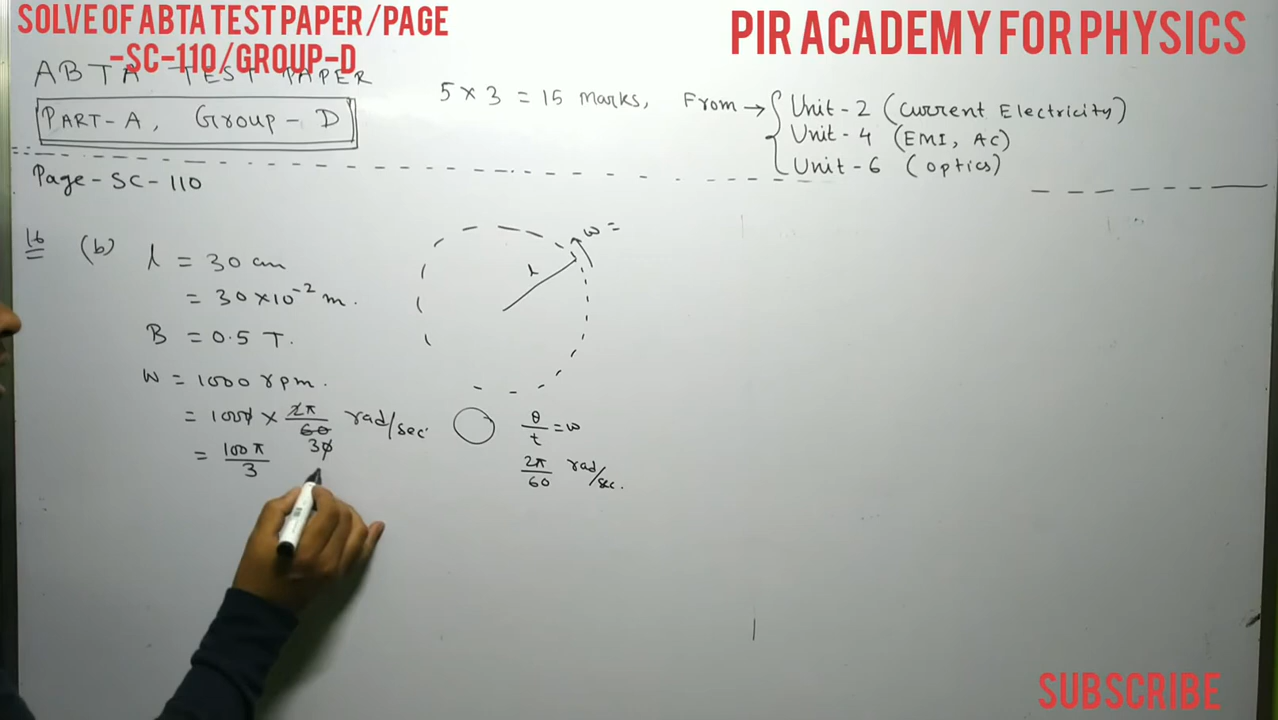 SOLVE OF ABTA TEST PAPER/PAGE
-SC-110/GROUP-D
PIR ACADEMY FOR PHYSICS
ABTA TEST PAPER
PART-A, GROUP-D
5 × 3 = 15 marks, From → { Unit-2 (Current Electricity)
Unit-4 (EMI, AC)
Unit-6 (optics)
Page-SC-110
16 (b) l = 30 cm
= 30×10⁻² m.
B = 0.5 T.
ω = 1000 rpm.
= 1000 × 2π/60 rad/sec.
30
= 100π/3
l
ω =
θ/t = ω
2π/60 rad/sec.
SUBSCRIBE